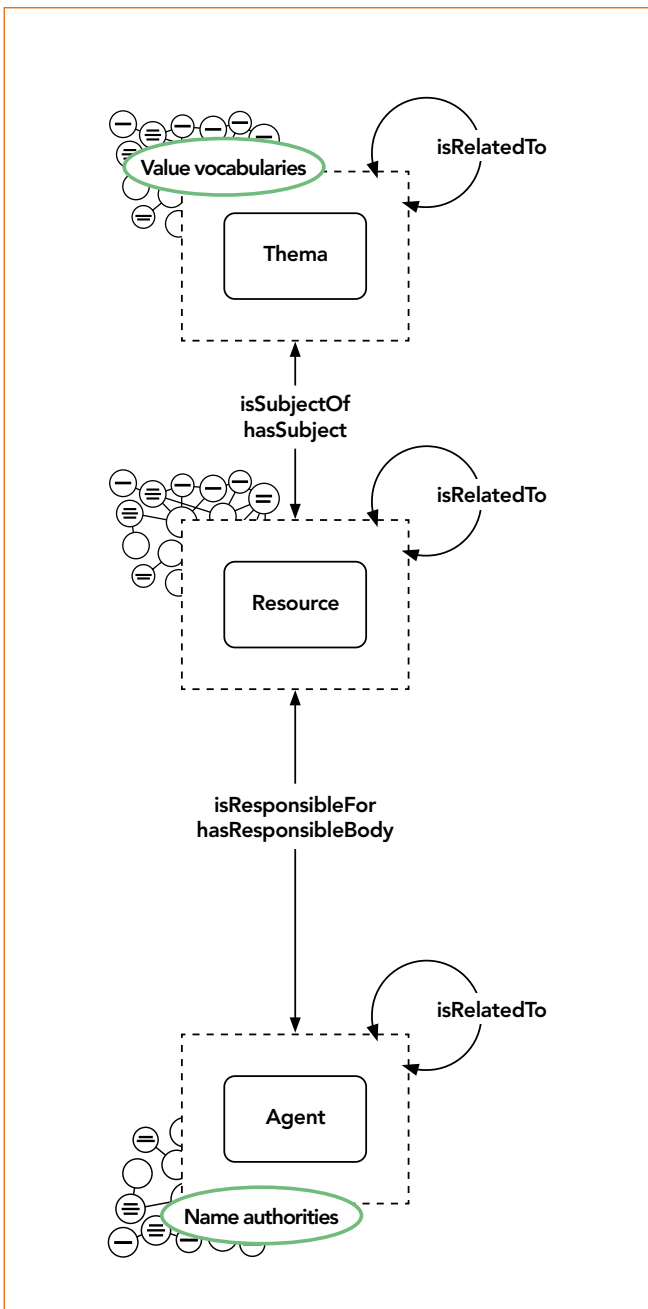 isRelatedTo
Value vocabularies
Thema
isSubjectOf
hasSubject
isRelatedTo
Resource
isResponsibleFor
hasResponsibleBody
isRelatedTo
Agent
Name authorities